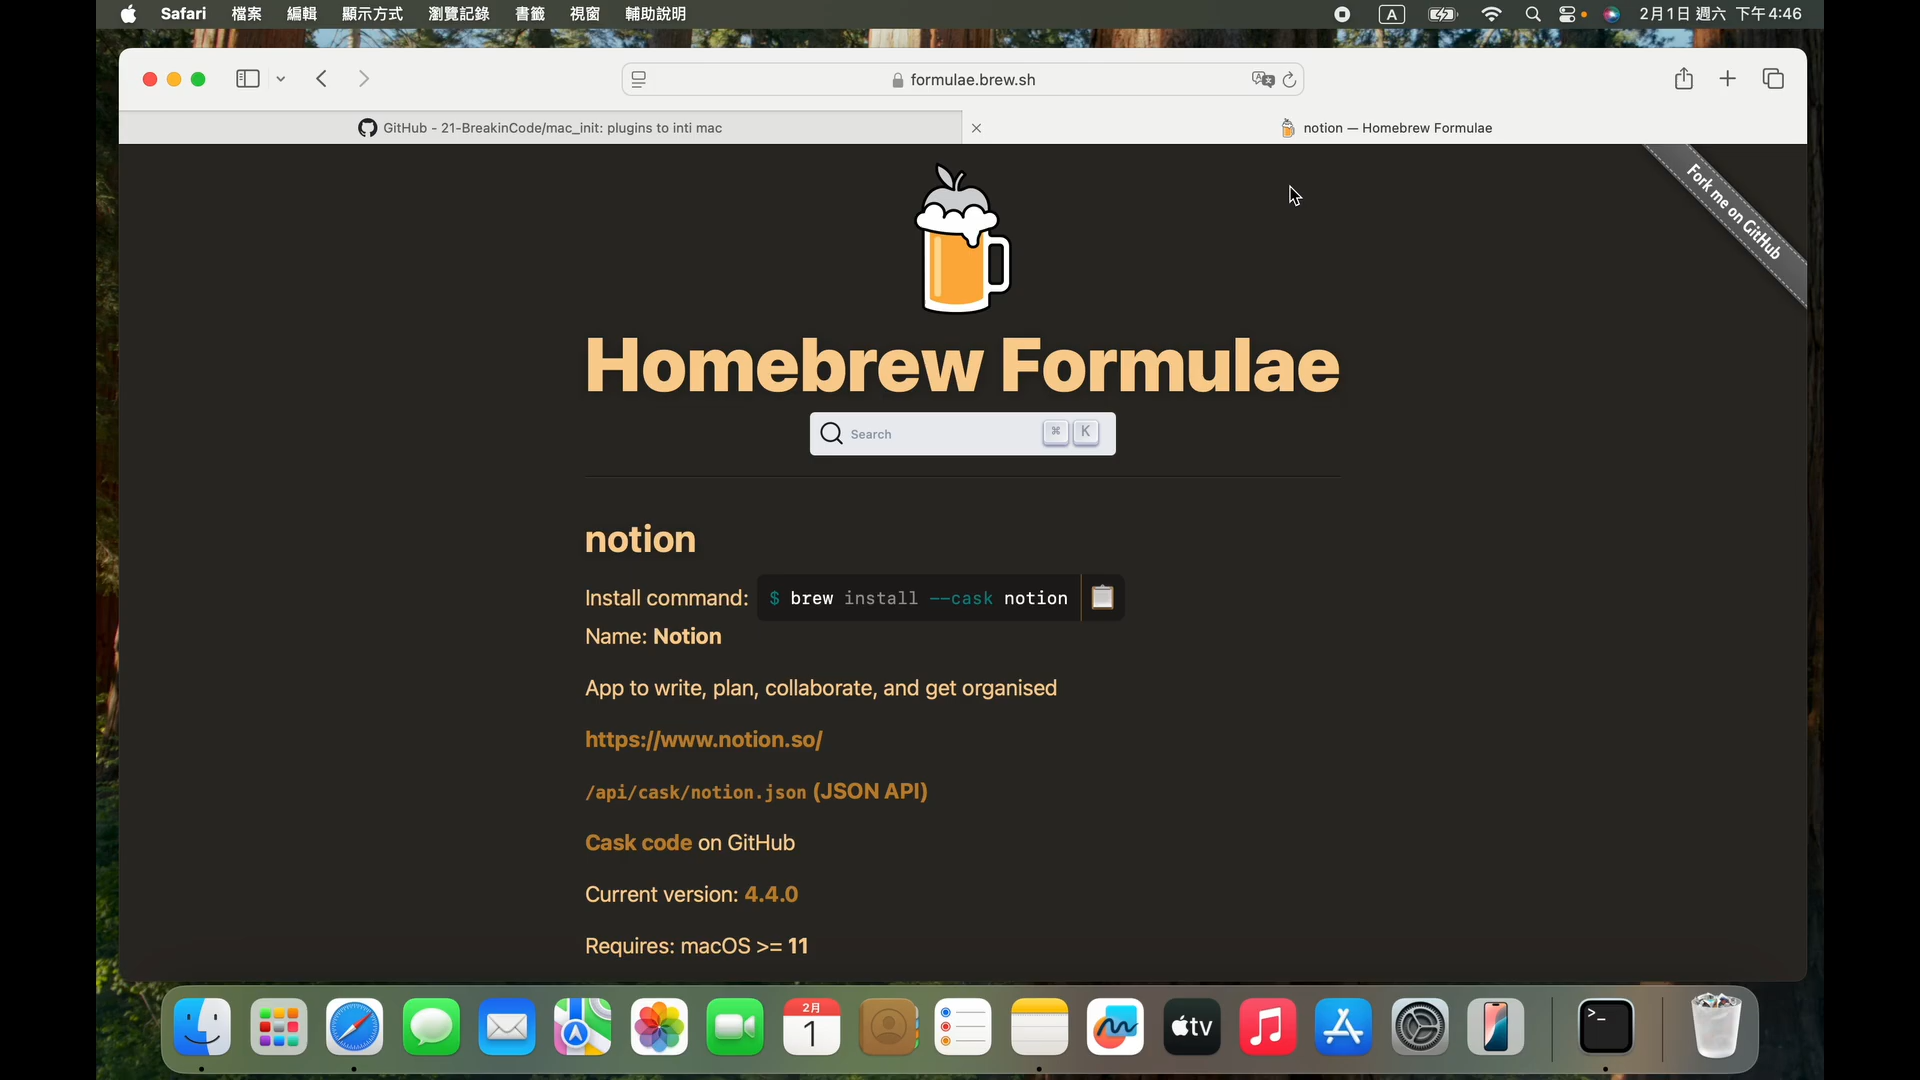 Safari 檔案 編輯 顯示方式 瀏覽記錄 書籤 視窗 輔助說明 A 2月1日 週六 下午4:46
formulae.brew.sh
GitHub - 21-BreakinCode/mac_init: plugins to inti mac
notion — Homebrew Formulae
Fork me on GitHub
Homebrew Formulae
Search ⌘ K
notion
Install command: $ brew install --cask notion
Name: Notion
App to write, plan, collaborate, and get organised
https://www.notion.so/
/api/cask/notion.json (JSON API)
Cask code on GitHub
Current version: 4.4.0
Requires: macOS >= 11
2月
1
tv
>_